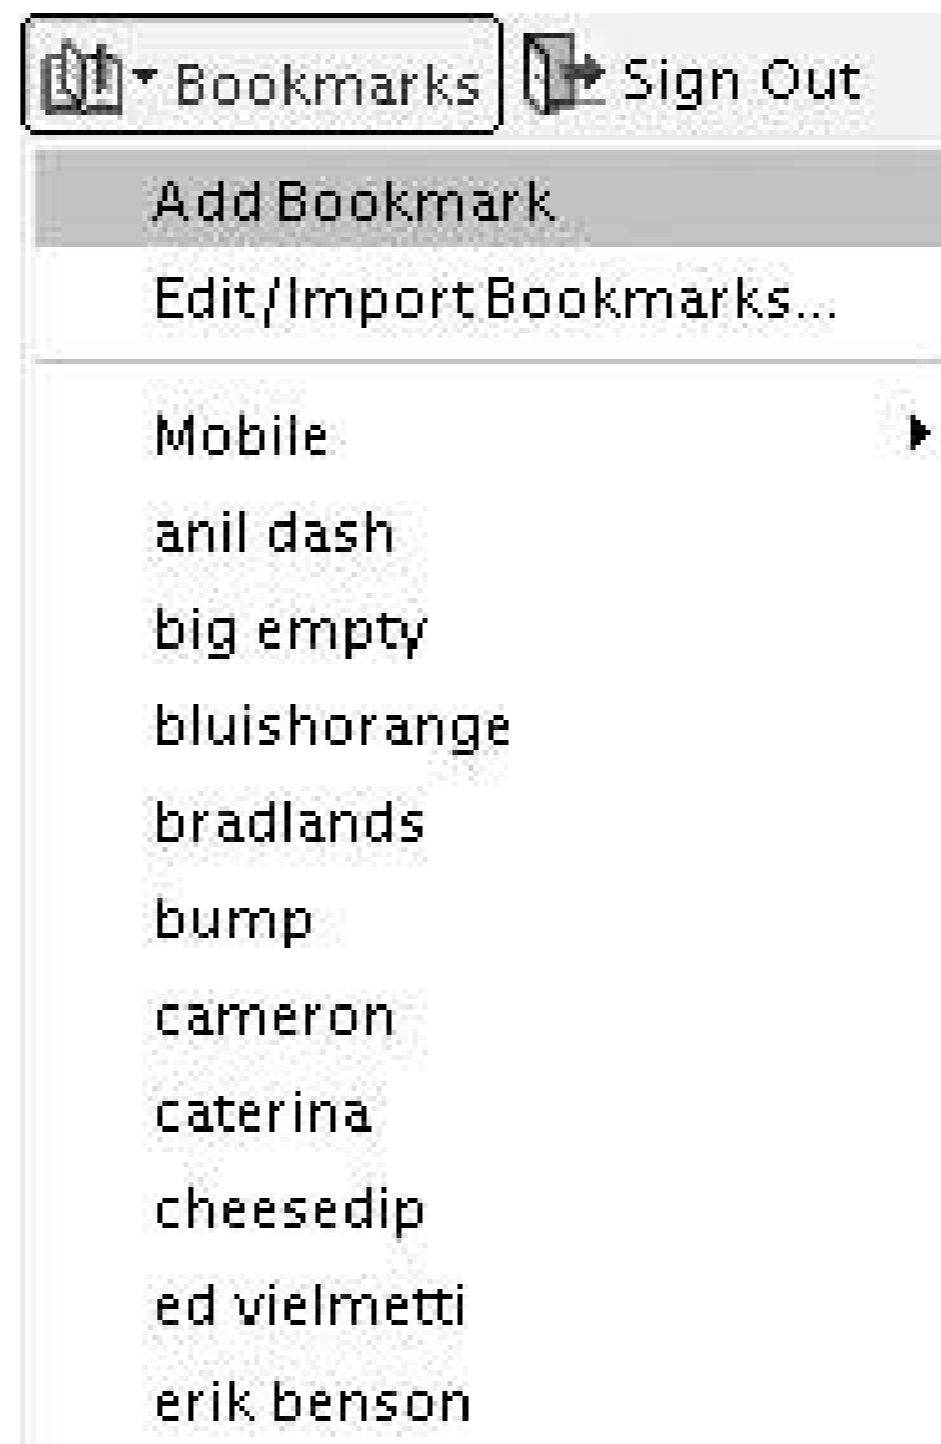 Bookmarks Sign Out
Add Bookmark
Edit/Import Bookmarks...
Mobile
anil dash
big empty
bluishorange
bradlands
bump
cameron
caterina
cheesedip
ed vielmetti
erik benson